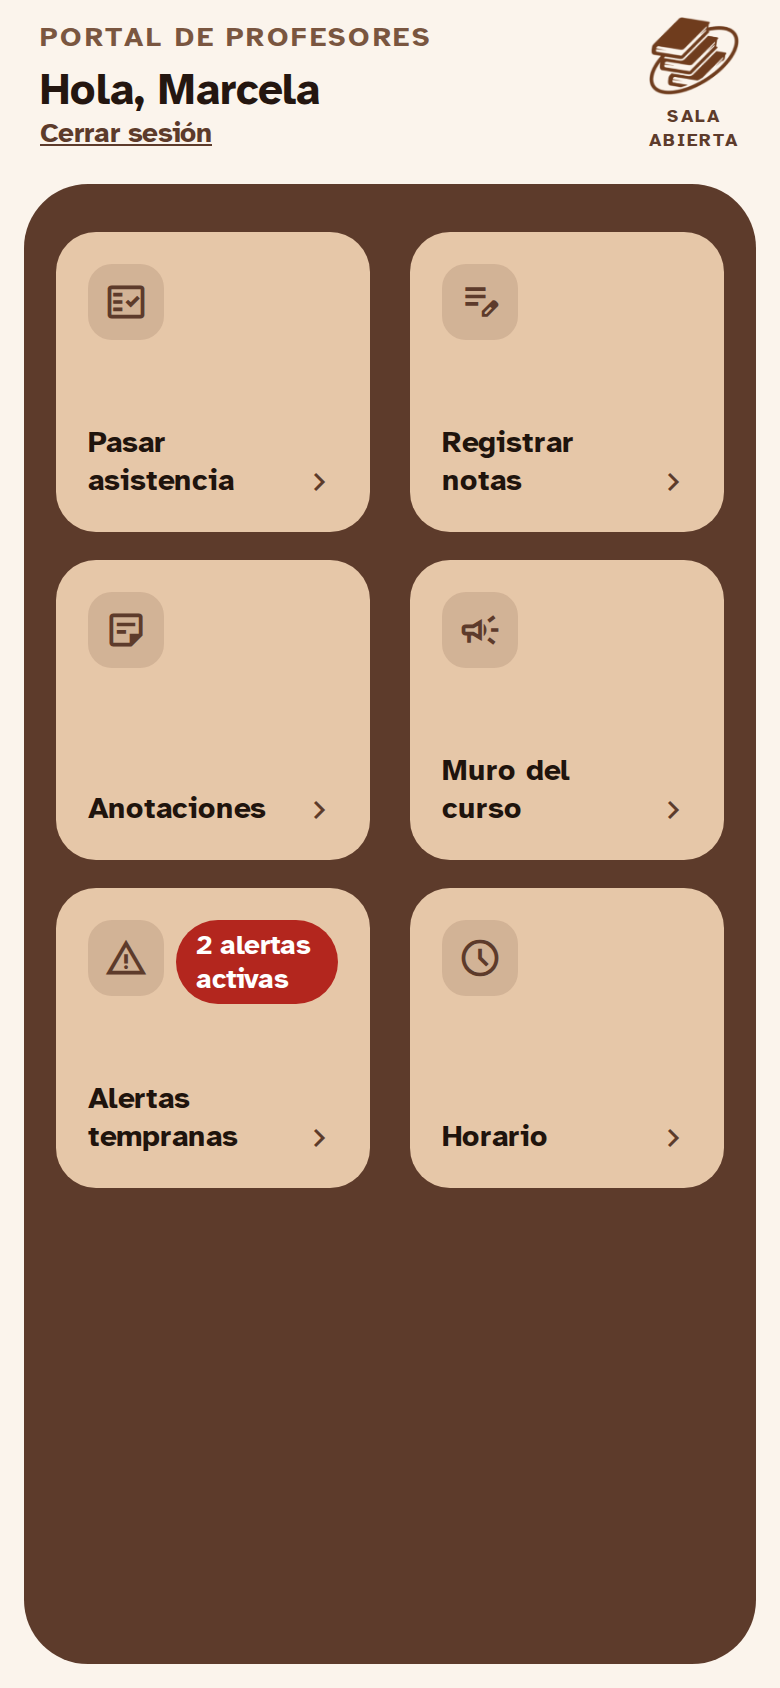 PORTAL DE PROFESORES
Hola, Marcela
Cerrar sesión
SALA
ABIERTA
Pasar
asistencia
Registrar
notas
Anotaciones
Muro del
curso
2 alertas
activas
Alertas
tempranas
Horario